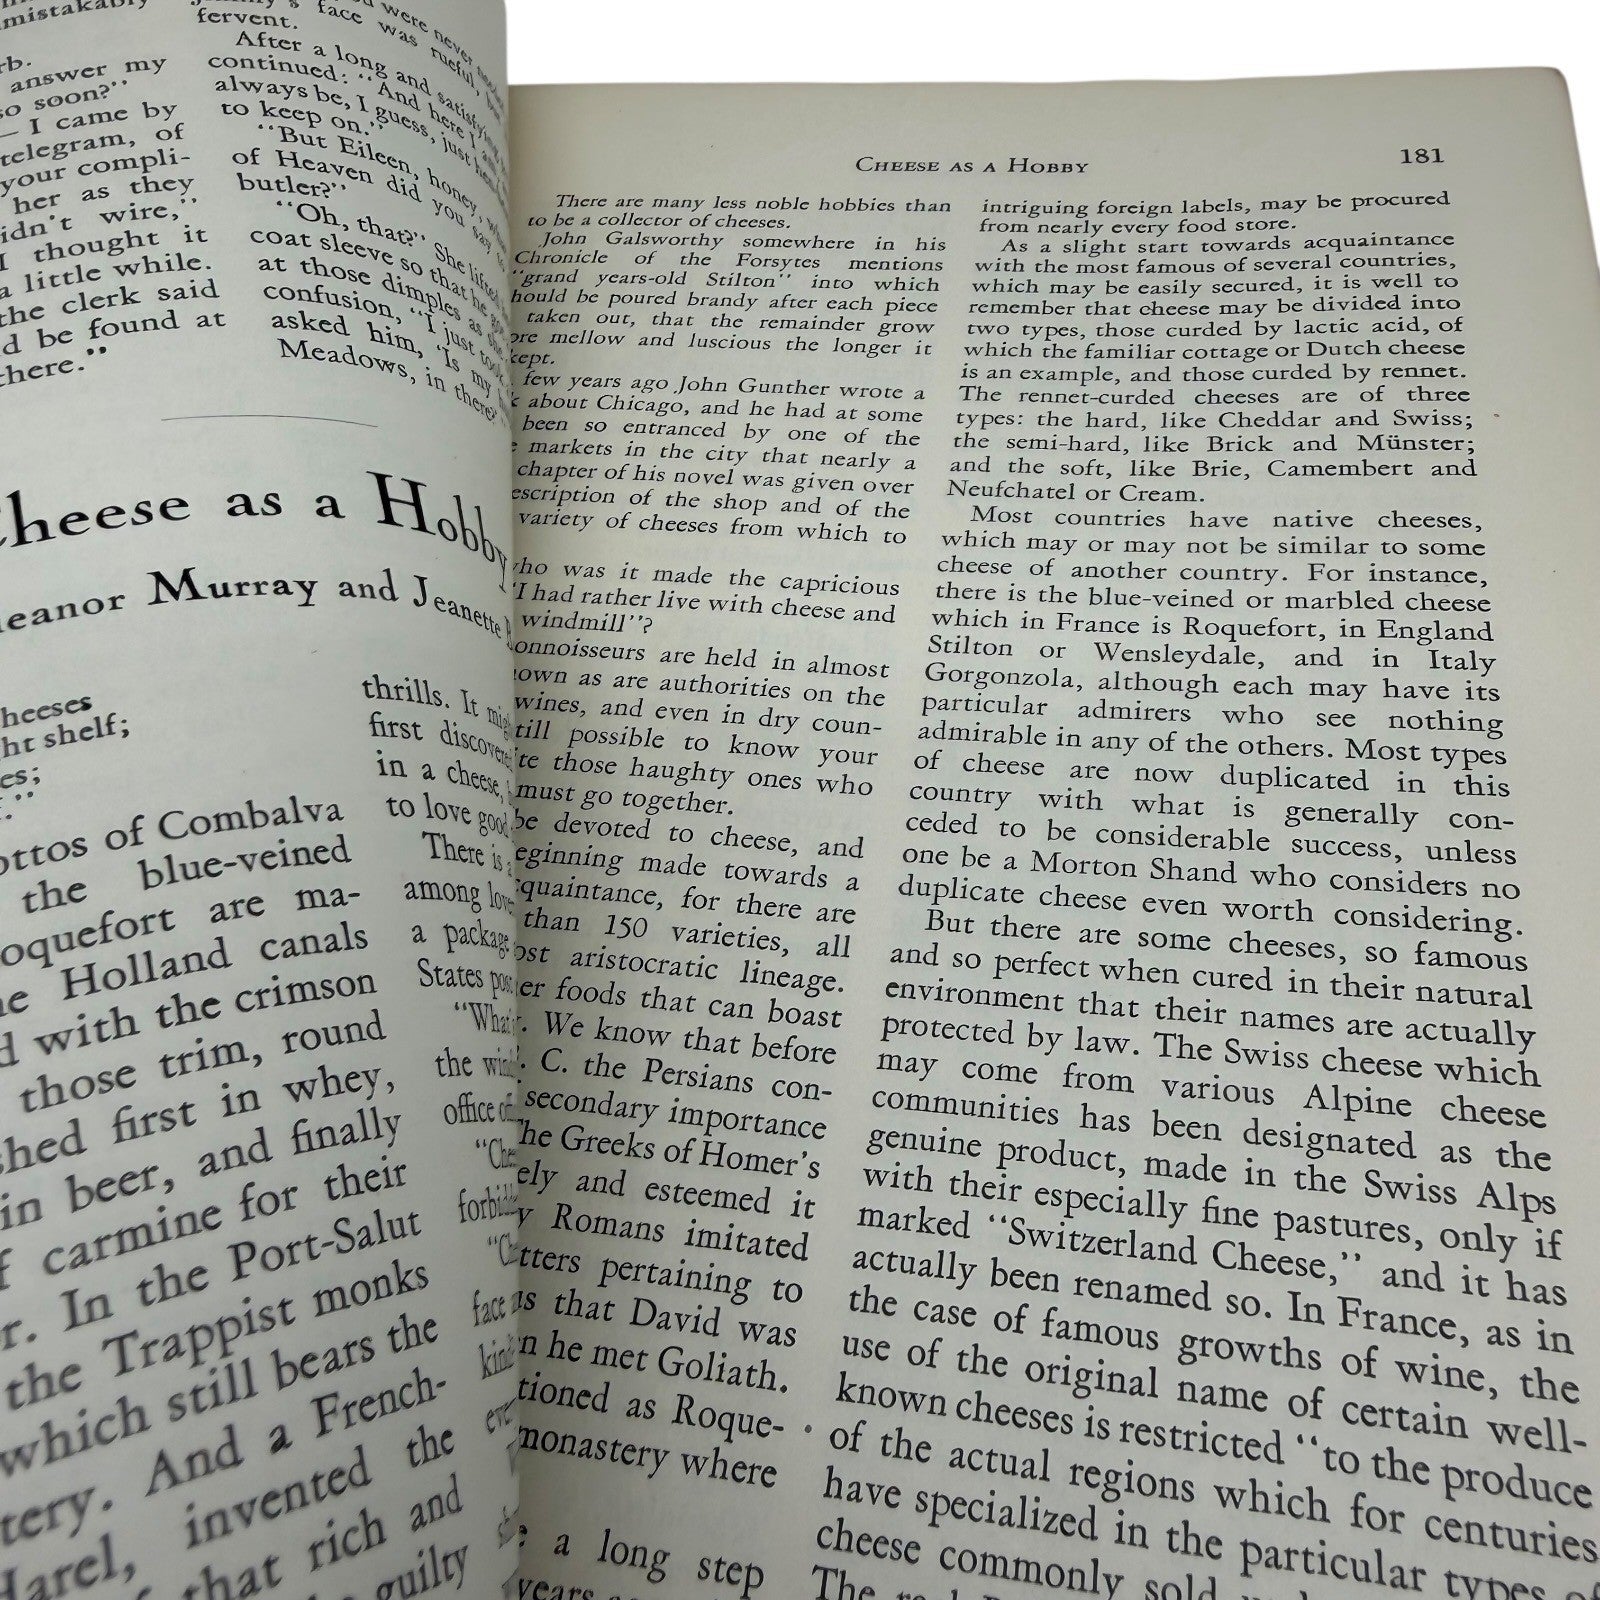 mistakably
rb.
answer my
so soon?"
— I came by
telegram, of
your compli-
her as they
idn't wire,"
I thought it
a little while.
the clerk said
d be found at
there."
were never
face was rueful,
fervent.
After a long and satisfying
continued: "And here I am
always be, I guess, just
to keep on."
"But Eileen, honey,
of Heaven did you say
butler?"
"Oh, that?" She lifted
coat sleeve so that he
at those dimples as she
confusion, "I just took
asked him, 'Is my
Meadows, in there?
Cheese as a Hobby
leanor Murray and Jeanette
heeses
ht shelf;
es;
ottos of Combalva
the blue-veined
oquefort are ma-
Holland canals
d with the crimson
those trim, round
shed first in whey,
in beer, and finally
f carmine for their
r. In the Port-Salut
the Trappist monks
which still bears the
tery. And a French-
Harel, invented the
that rich and
guilty
thrills. It
first discovered
in a cheese,
to love good
There is
among
a package
States
"What
the
office of
forbi
face
CHEESE AS A HOBBY 181
There are many less noble hobbies than
to be a collector of cheeses.
John Galsworthy somewhere in his
Chronicle of the Forsytes mentions
"grand years-old Stilton" into which
hould be poured brandy after each piece
taken out, that the remainder grow
ore mellow and luscious the longer it
kept.
few years ago John Gunther wrote a
k about Chicago, and he had at some
been so entranced by one of the
markets in the city that nearly a
chapter of his novel was given over
escription of the shop and of the
variety of cheeses from which to
ho was it made the capricious
"I had rather live with cheese and
windmill"?
onnoisseurs are held in almost
own as are authorities on the
wines, and even in dry coun-
till possible to know your
te those haughty ones who
must go together.
be devoted to cheese, and
eginning made towards a
quaintance, for there are
than 150 varieties, all
ost aristocratic lineage.
er foods that can boast
r. We know that before
. C. the Persians con-
secondary importance
he Greeks of Homer's
ely and esteemed it
y Romans imitated
tters pertaining to
us that David was
n he met Goliath.
tioned as Roque-
monastery where
a long step
years
intriguing foreign labels, may be procured
from nearly every food store.
As a slight start towards acquaintance
with the most famous of several countries,
which may be easily secured, it is well to
remember that cheese may be divided into
two types, those curded by lactic acid, of
which the familiar cottage or Dutch cheese
is an example, and those curded by rennet.
The rennet-curded cheeses are of three
types: the hard, like Cheddar and Swiss;
the semi-hard, like Brick and Münster;
and the soft, like Brie, Camembert and
Neufchatel or Cream.
Most countries have native cheeses,
which may or may not be similar to some
cheese of another country. For instance,
there is the blue-veined or marbled cheese
which in France is Roquefort, in England
Stilton or Wensleydale, and in Italy
Gorgonzola, although each may have its
particular admirers who see nothing
admirable in any of the others. Most types
of cheese are now duplicated in this
country with what is generally con-
ceded to be considerable success, unless
one be a Morton Shand who considers no
duplicate cheese even worth considering.
But there are some cheeses, so famous
and so perfect when cured in their natural
environment that their names are actually
protected by law. The Swiss cheese which
may come from various Alpine cheese
communities has been designated as the
genuine product, made in the Swiss Alps
with their especially fine pastures, only if
marked "Switzerland Cheese," and it has
actually been renamed so. In France, as in
the case of famous growths of wine, the
use of the original name of certain well-
known cheeses is restricted "to the produce
of the actual regions which for centuries
have specialized in the particular types of
cheese commonly sold
The